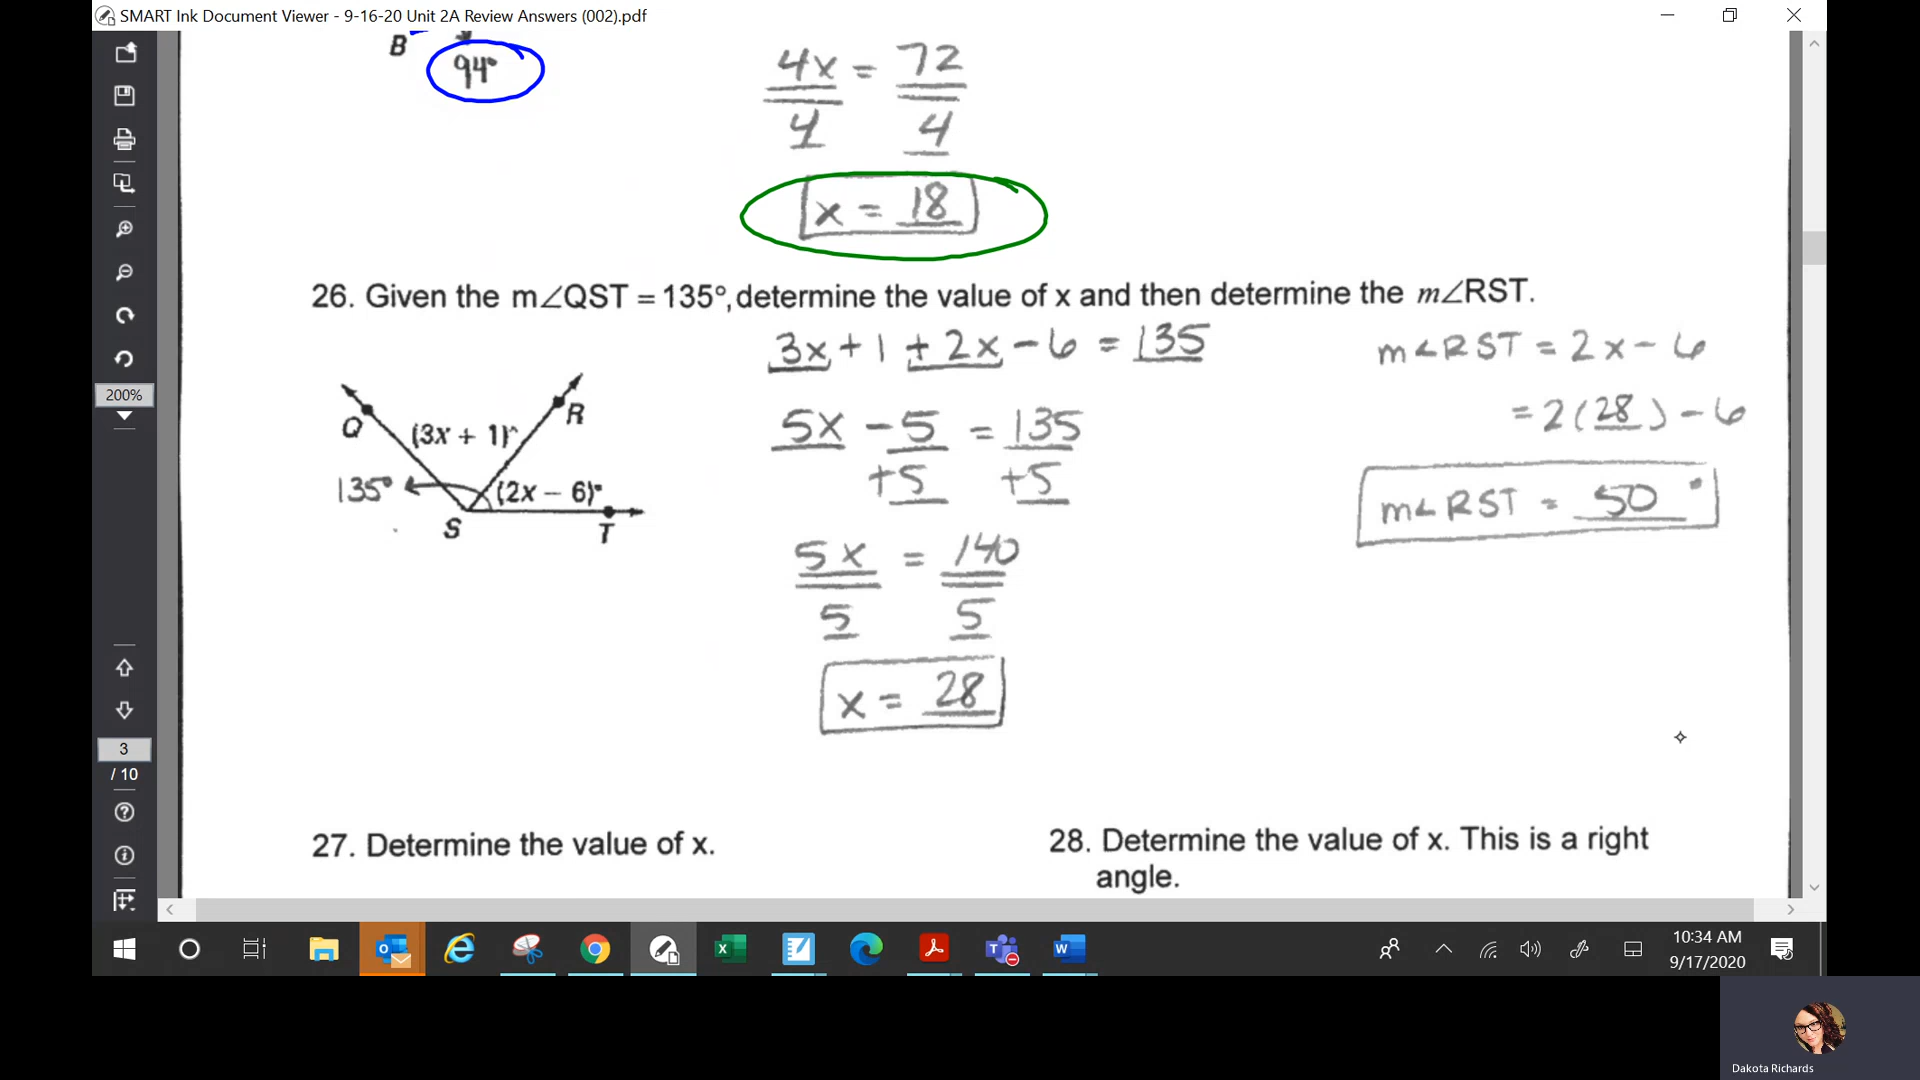 SMART Ink Document Viewer - 9-16-20 Unit 2A Review Answers (002).pdf
B
94°
4x = 72
4 4
x = 18
26. Given the m∠QST = 135°, determine the value of x and then determine the m∠RST.
3x + 1 + 2x - 6 = 135
m∠RST = 2x - 6
Q
R
(3x + 1)°
5x - 5 = 135
= 2(28) - 6
+5 +5
135°
(2x - 6)°
m∠RST = 50°
S
T
5x = 140
5 5
x = 28
200%
3
/ 10
27. Determine the value of x.
28. Determine the value of x. This is a right
angle.
10:34 AM
9/17/2020
Dakota Richards